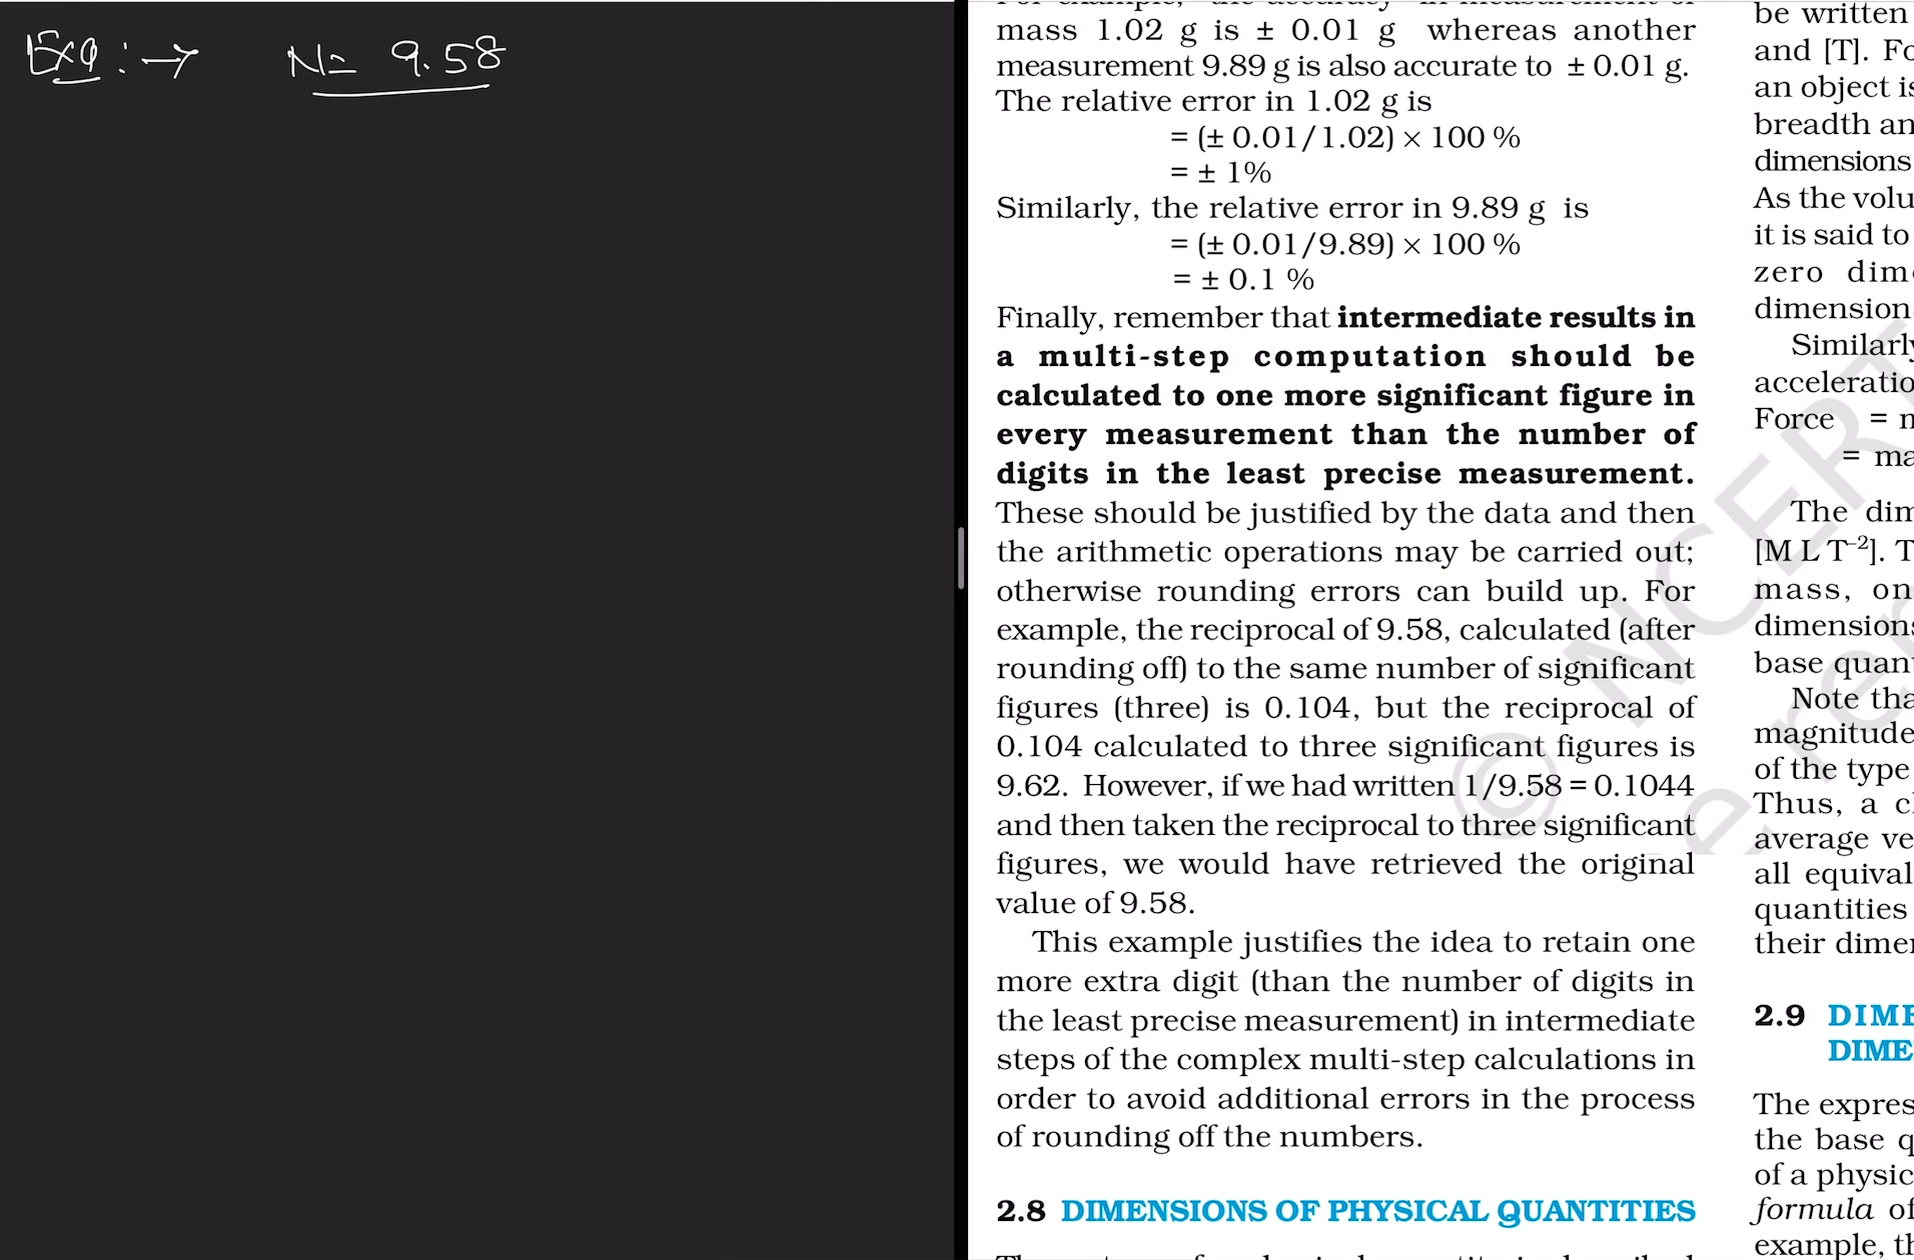 Exa :→ N= 9.58
mass 1.02 g is ± 0.01 g whereas another
measurement 9.89 g is also accurate to ± 0.01 g.
The relative error in 1.02 g is
= (± 0.01/1.02) × 100 %
= ± 1%
Similarly, the relative error in 9.89 g is
= (± 0.01/9.89) × 100 %
= ± 0.1 %
Finally, remember that intermediate results in
a multi-step computation should be
calculated to one more significant figure in
every measurement than the number of
digits in the least precise measurement.
These should be justified by the data and then
the arithmetic operations may be carried out;
otherwise rounding errors can build up. For
example, the reciprocal of 9.58, calculated (after
rounding off) to the same number of significant
figures (three) is 0.104, but the reciprocal of
0.104 calculated to three significant figures is
9.62. However, if we had written 1/9.58 = 0.1044
and then taken the reciprocal to three significant
figures, we would have retrieved the original
value of 9.58.
This example justifies the idea to retain one
more extra digit (than the number of digits in
the least precise measurement) in intermediate
steps of the complex multi-step calculations in
order to avoid additional errors in the process
of rounding off the numbers.
2.8 DIMENSIONS OF PHYSICAL QUANTITIES
be written
and [T]. Fo
an object is
breadth an
dimensions
As the volu
it is said to
zero dime
dimension
Similarly
acceleratio
Force = m
= ma
The dim
[M L T⁻²]. T
mass, on
dimensions
base quant
Note tha
magnitude
of the type
Thus, a ch
average ve
all equival
quantities
their dimen
2.9 DIME
DIME
The expres
the base q
of a physic
formula of
example, th
© NCERT
e re